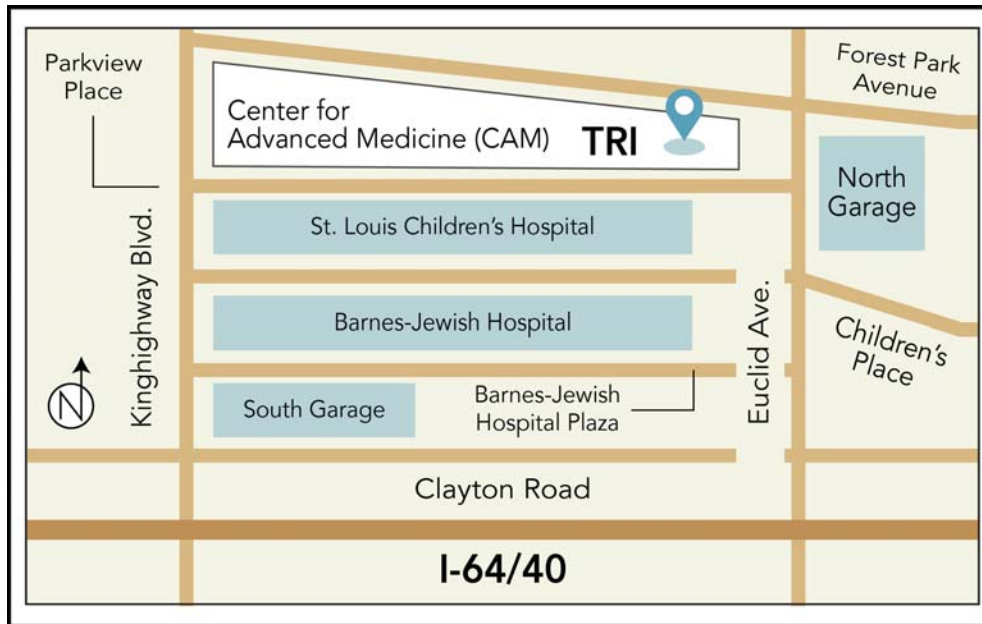 Parkview
Place
Forest Park
Avenue
Center for
Advanced Medicine (CAM)
TRI
North
Garage
St. Louis Children's Hospital
Kinghighway Blvd.
Barnes-Jewish Hospital
Euclid Ave.
Children's
Place
N
South Garage
Barnes-Jewish
Hospital Plaza
Clayton Road
I-64/40